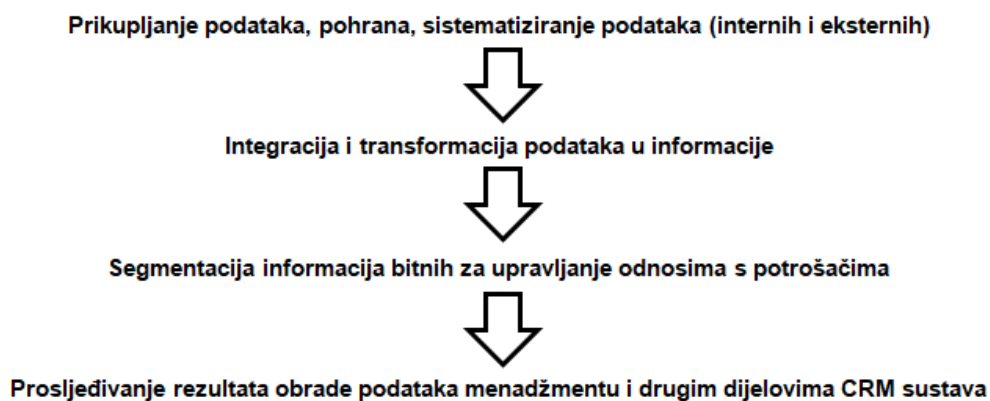 Prikupljanje podataka, pohrana, sistematiziranje podataka (internih i eksternih)
Integracija i transformacija podataka u informacije
Segmentacija informacija bitnih za upravljanje odnosima s potrošačima
Prosljeđivanje rezultata obrade podataka menadžmentu i drugim dijelovima CRM sustava